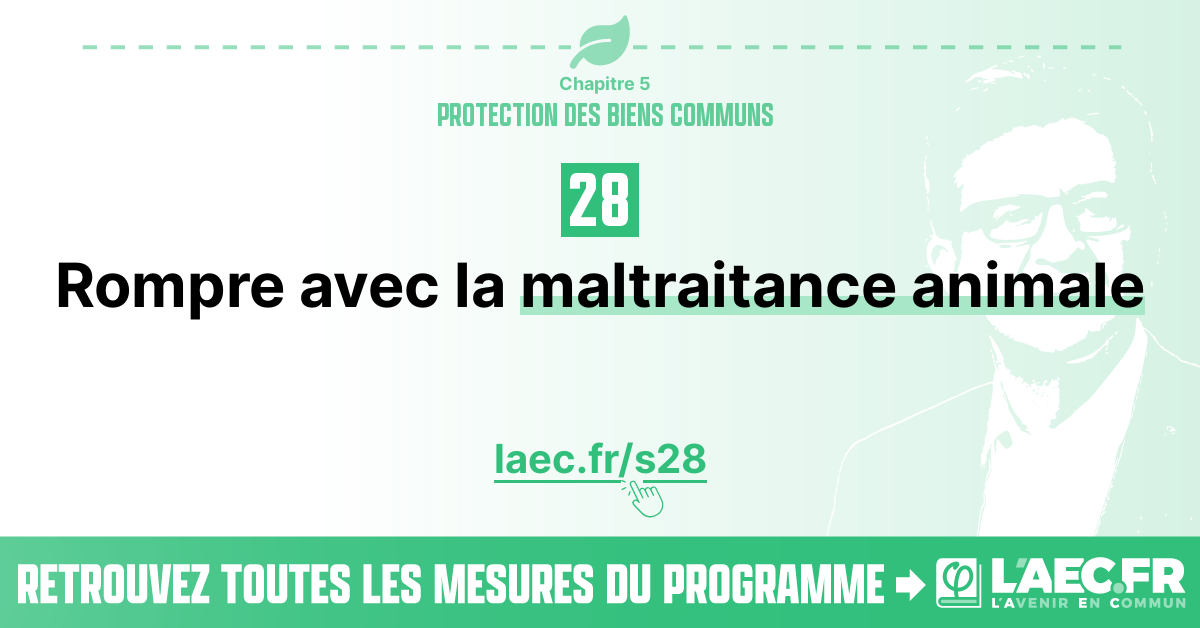 Chapitre 5
PROTECTION DES BIENS COMMUNS
28
Rompre avec la maltraitance animale
laec.fr/s28
RETROUVEZ TOUTES LES MESURES DU PROGRAMME
φ L'AEC.FR
L'AVENIR EN COMMUN